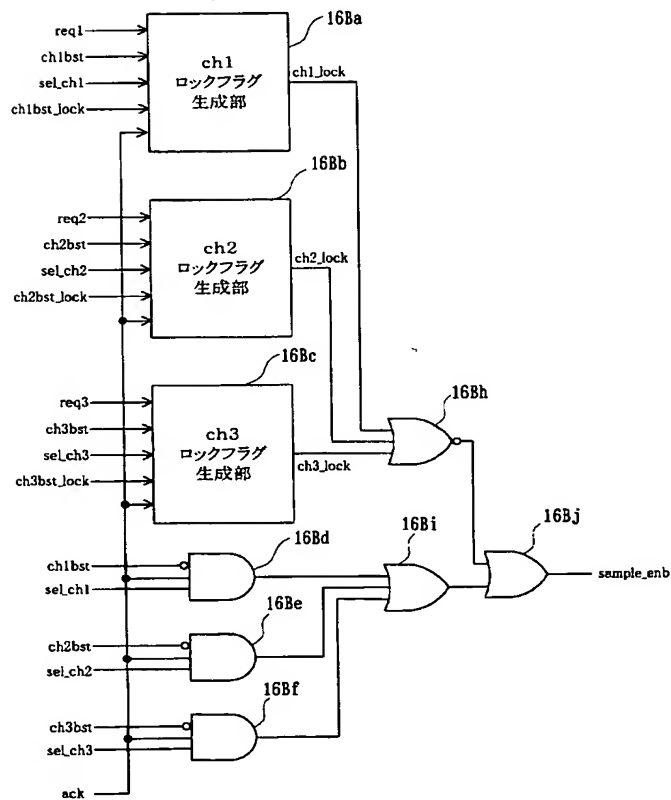 16Ba
req1
ch1bst
sel_ch1
ch1bst_lock
ch1
ロックフラグ
生成部
ch1_lock
16Bb
req2
ch2bst
sel_ch2
ch2bst_lock
ch2
ロックフラグ
生成部
ch2_lock
16Bc
req3
ch3bst
sel_ch3
ch3bst_lock
ch3
ロックフラグ
生成部
ch3_lock
16Bh
16Bd
ch1bst
sel_ch1
16Bi
16Bj
sample_enb
16Be
ch2bst
sel_ch2
16Bf
ch3bst
sel_ch3
ack